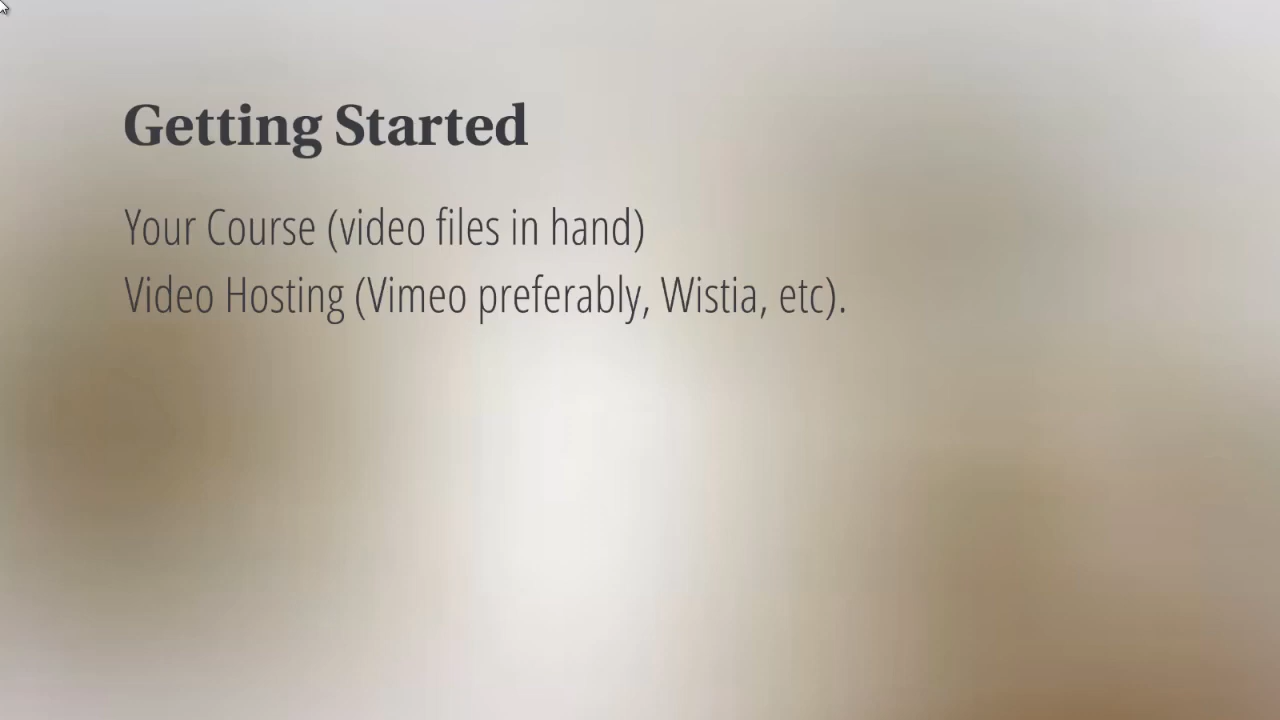 Getting Started
Your Course (video files in hand)
Video Hosting (Vimeo preferably, Wistia, etc).